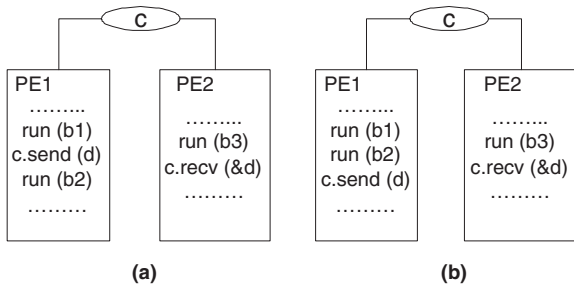 C
PE1
………...
run (b1)
c.send (d)
run (b2)
………
PE2
………...
run (b3)
c.recv (&d)
………
(a)
C
PE1
………...
run (b1)
run (b2)
c.send (d)
………
PE2
………...
run (b3)
c.recv (&d)
………
(b)